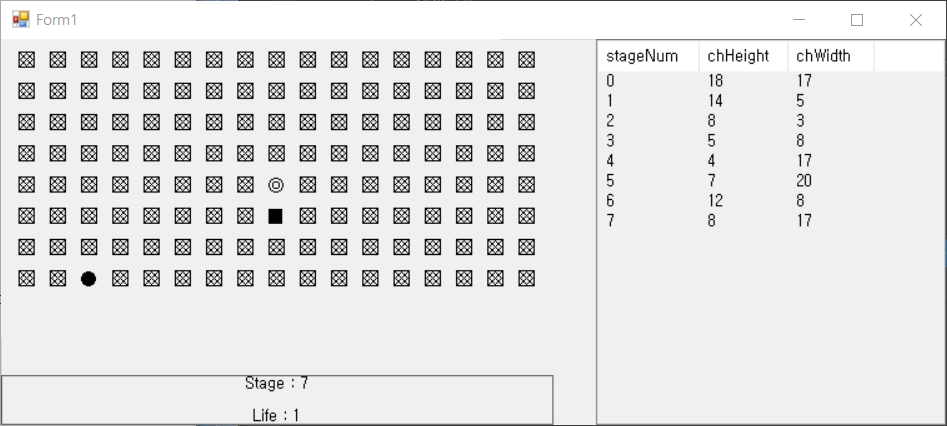 Form1
stageNum chHeight chWidth
0 18 17
1 14 5
2 8 3
3 5 8
4 4 17
5 7 20
6 12 8
7 8 17
Stage : 7
Life : 1